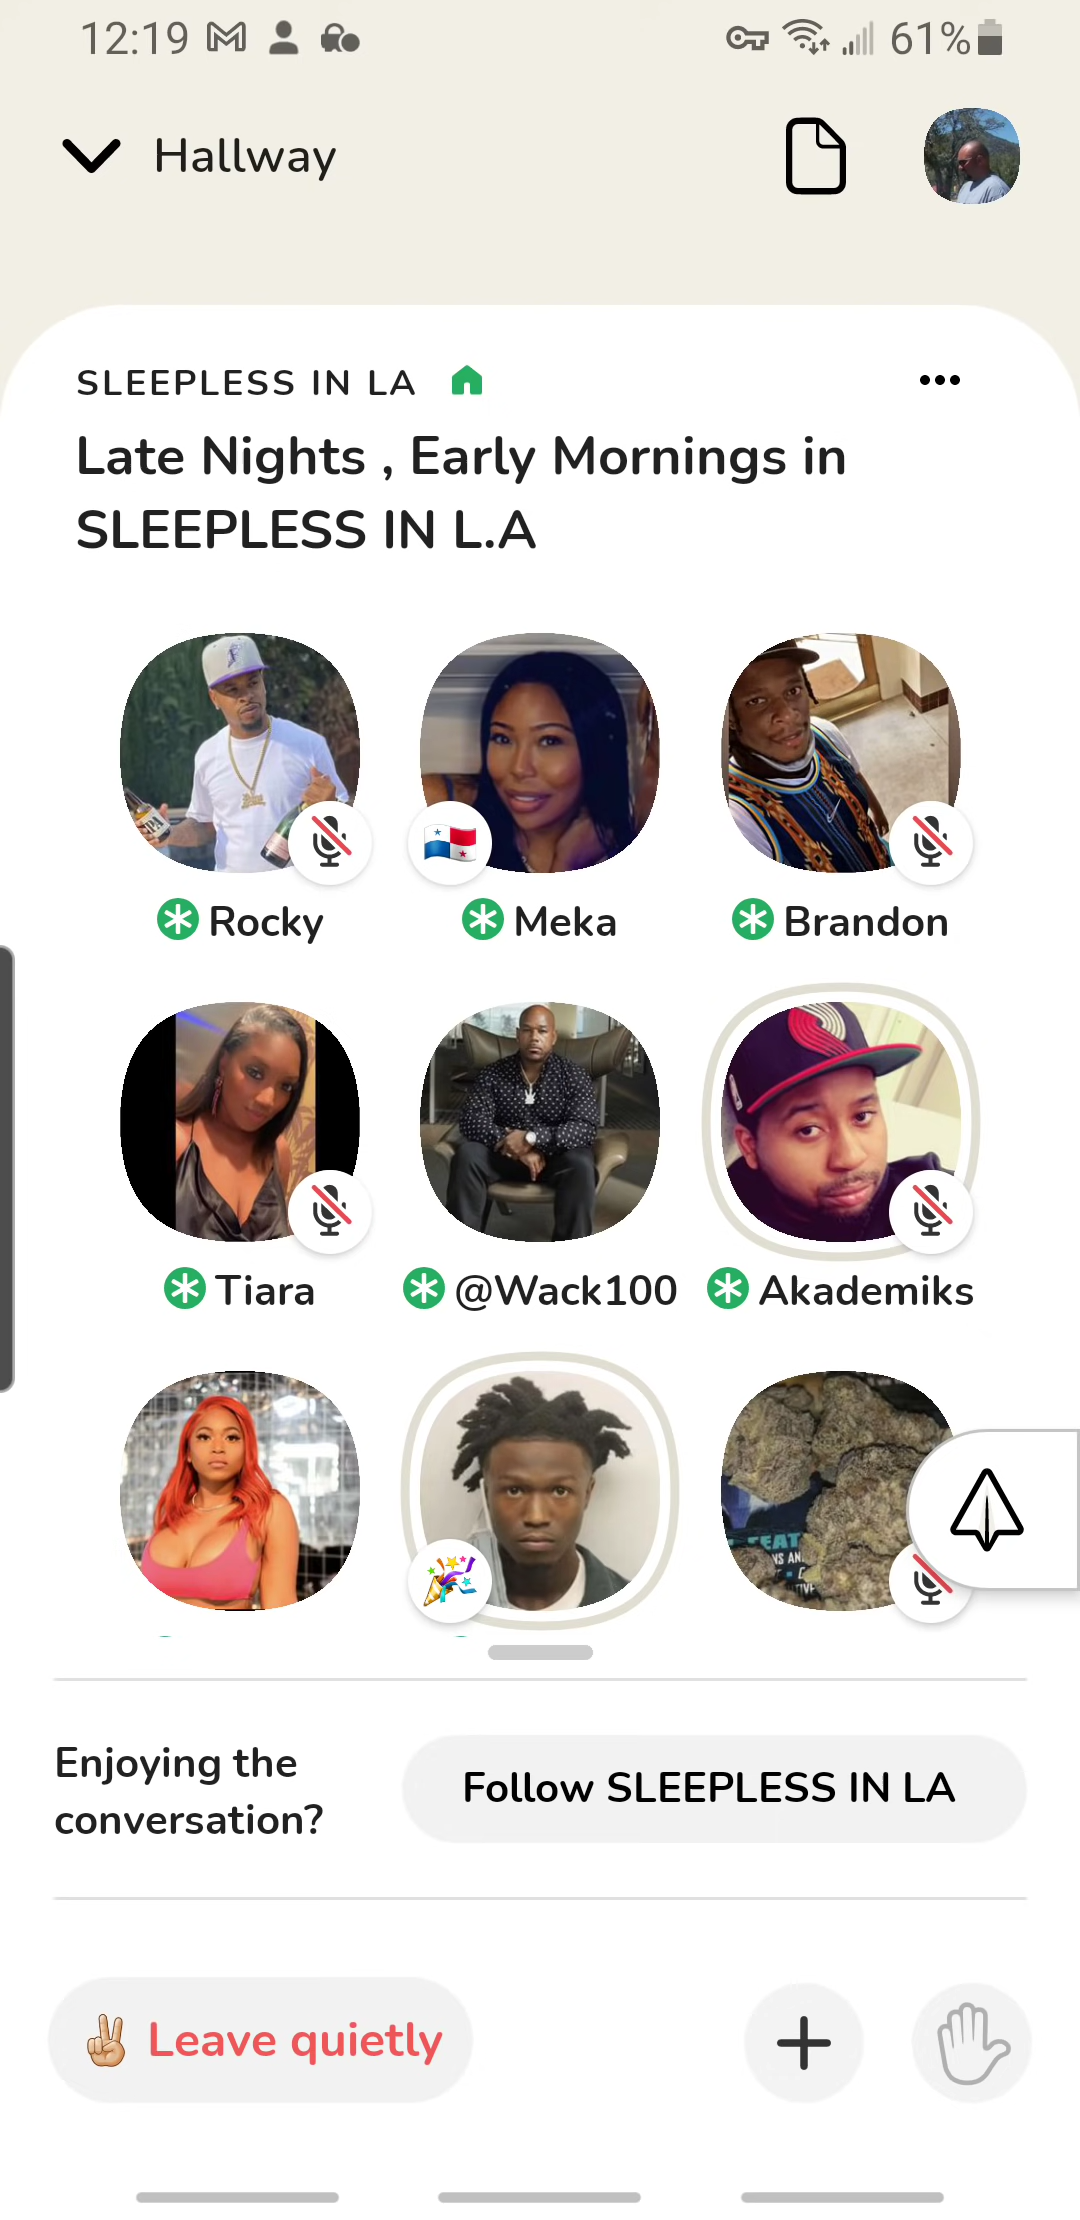 12:19
61%
Hallway
SLEEPLESS IN LA
Late Nights , Early Mornings in
SLEEPLESS IN L.A
Rocky
Meka
Brandon
Tiara
@Wack100
Akademiks
Enjoying the
conversation?
Follow SLEEPLESS IN LA
Leave quietly